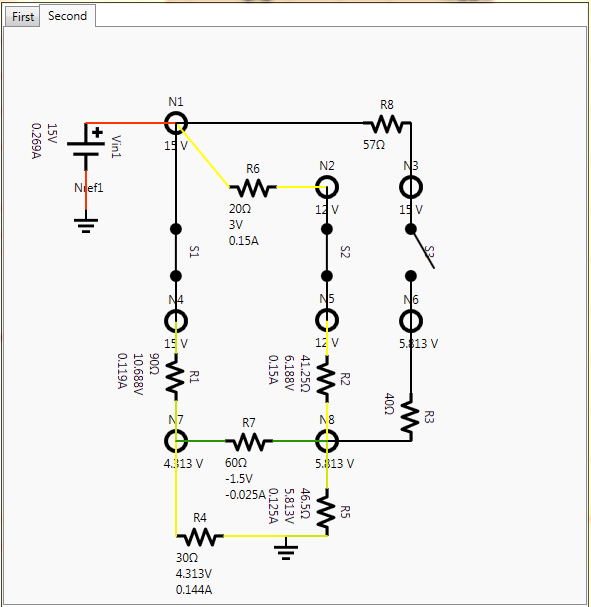 First
Second
N1
15 V
R8
57Ω
15V
0.269A
Vin1
Nref1
R6
20Ω
3V
0.15A
N2
12 V
N3
15 V
S1
S2
S3
N4
15 V
N5
12 V
N6
5.813 V
90Ω
10.688V
0.119A
R1
41.25Ω
6.188V
0.15A
R2
40Ω
R3
N7
4.313 V
R7
60Ω
-1.5V
-0.025A
N8
5.813 V
46.5Ω
5.813V
0.125A
R5
R4
30Ω
4.313V
0.144A